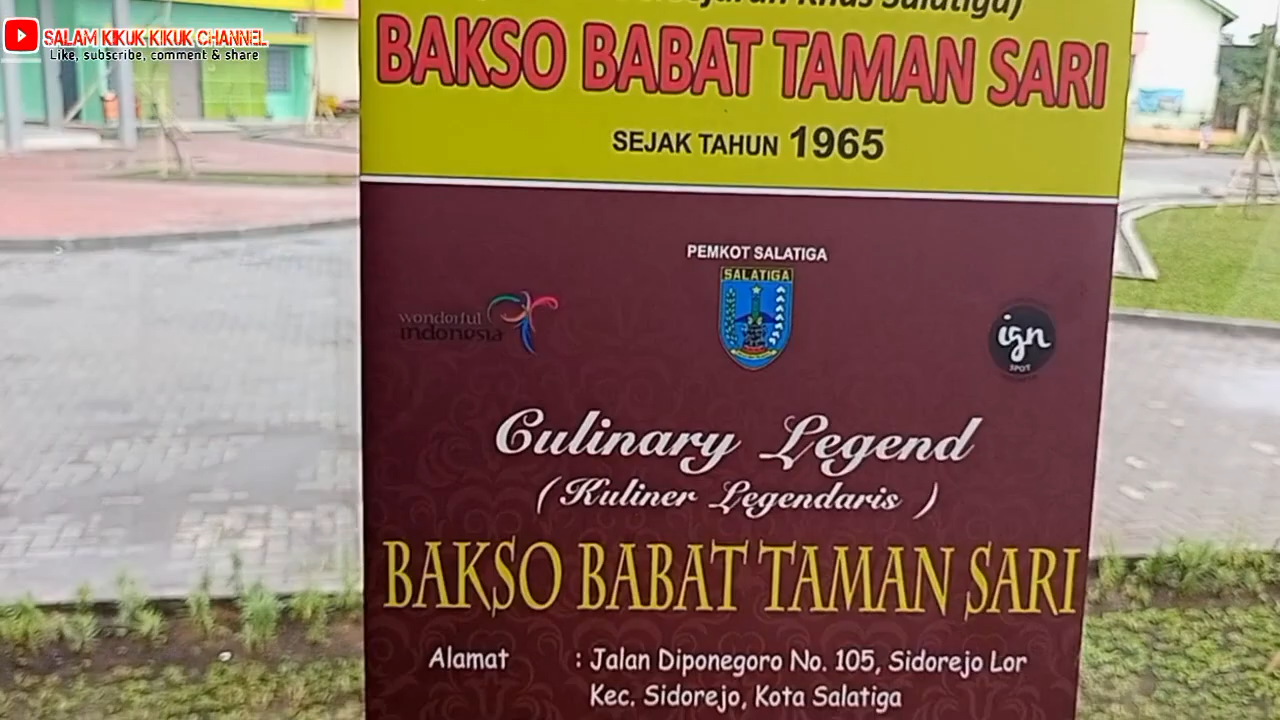 SALAM KIKUK KIKUK CHANNEL
Like, subscribe, comment & share
Khas Salatiga)
BAKSO BABAT TAMAN SARI
SEJAK TAHUN 1965
PEMKOT SALATIGA
SALATIGA
wonderful
indonesia
ign
SPOT
Culinary Legend
( Kuliner Legendaris )
BAKSO BABAT TAMAN SARI
Alamat : Jalan Diponegoro No. 105, Sidorejo Lor
Kec. Sidorejo, Kota Salatiga